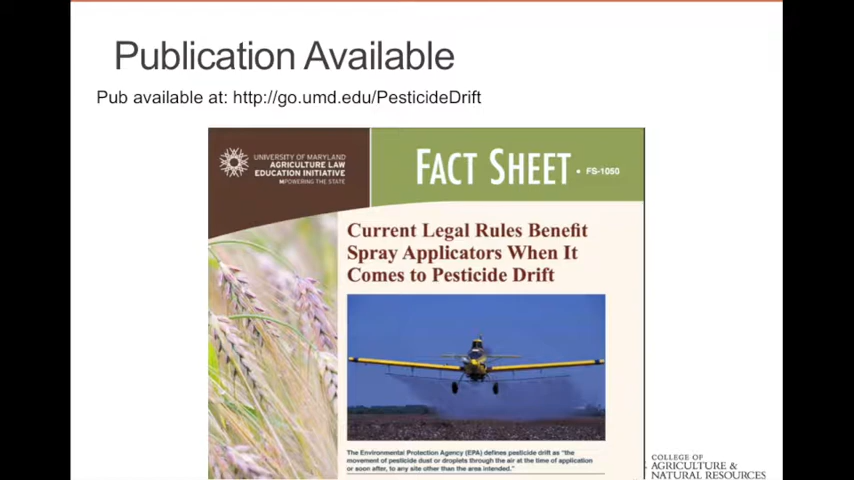 Publication Available
Pub available at: http://go.umd.edu/PesticideDrift
UNIVERSITY OF MARYLAND
AGRICULTURE LAW
EDUCATION INITIATIVE
MPOWERING THE STATE
FACT SHEET • FS-1050
Current Legal Rules Benefit
Spray Applicators When It
Comes to Pesticide Drift
The Environmental Protection Agency (EPA) defines pesticide drift as "the
movement of pesticide dust or droplets through the air at the time of application
or soon after, to any site other than the area intended."
COLLEGE OF
AGRICULTURE &
NATURAL RESOURCES